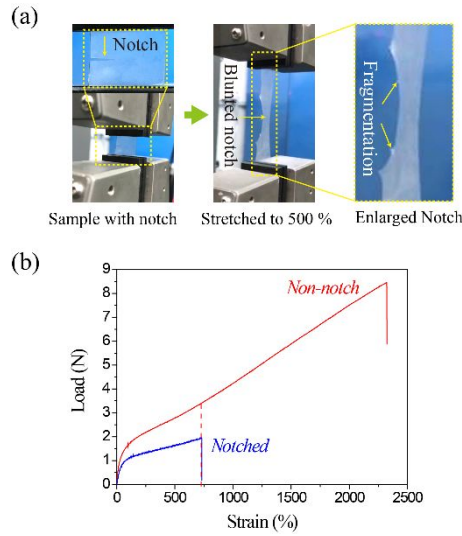 (a)
Notch
Blunted notch
Fragmentation
Sample with notch
Stretched to 500 %
Enlarged Notch
(b)
9
8
7
6
5
4
3
2
1
0
Load (N)
Non-notch
Notched
0
500
1000
1500
2000
2500
Strain (%)